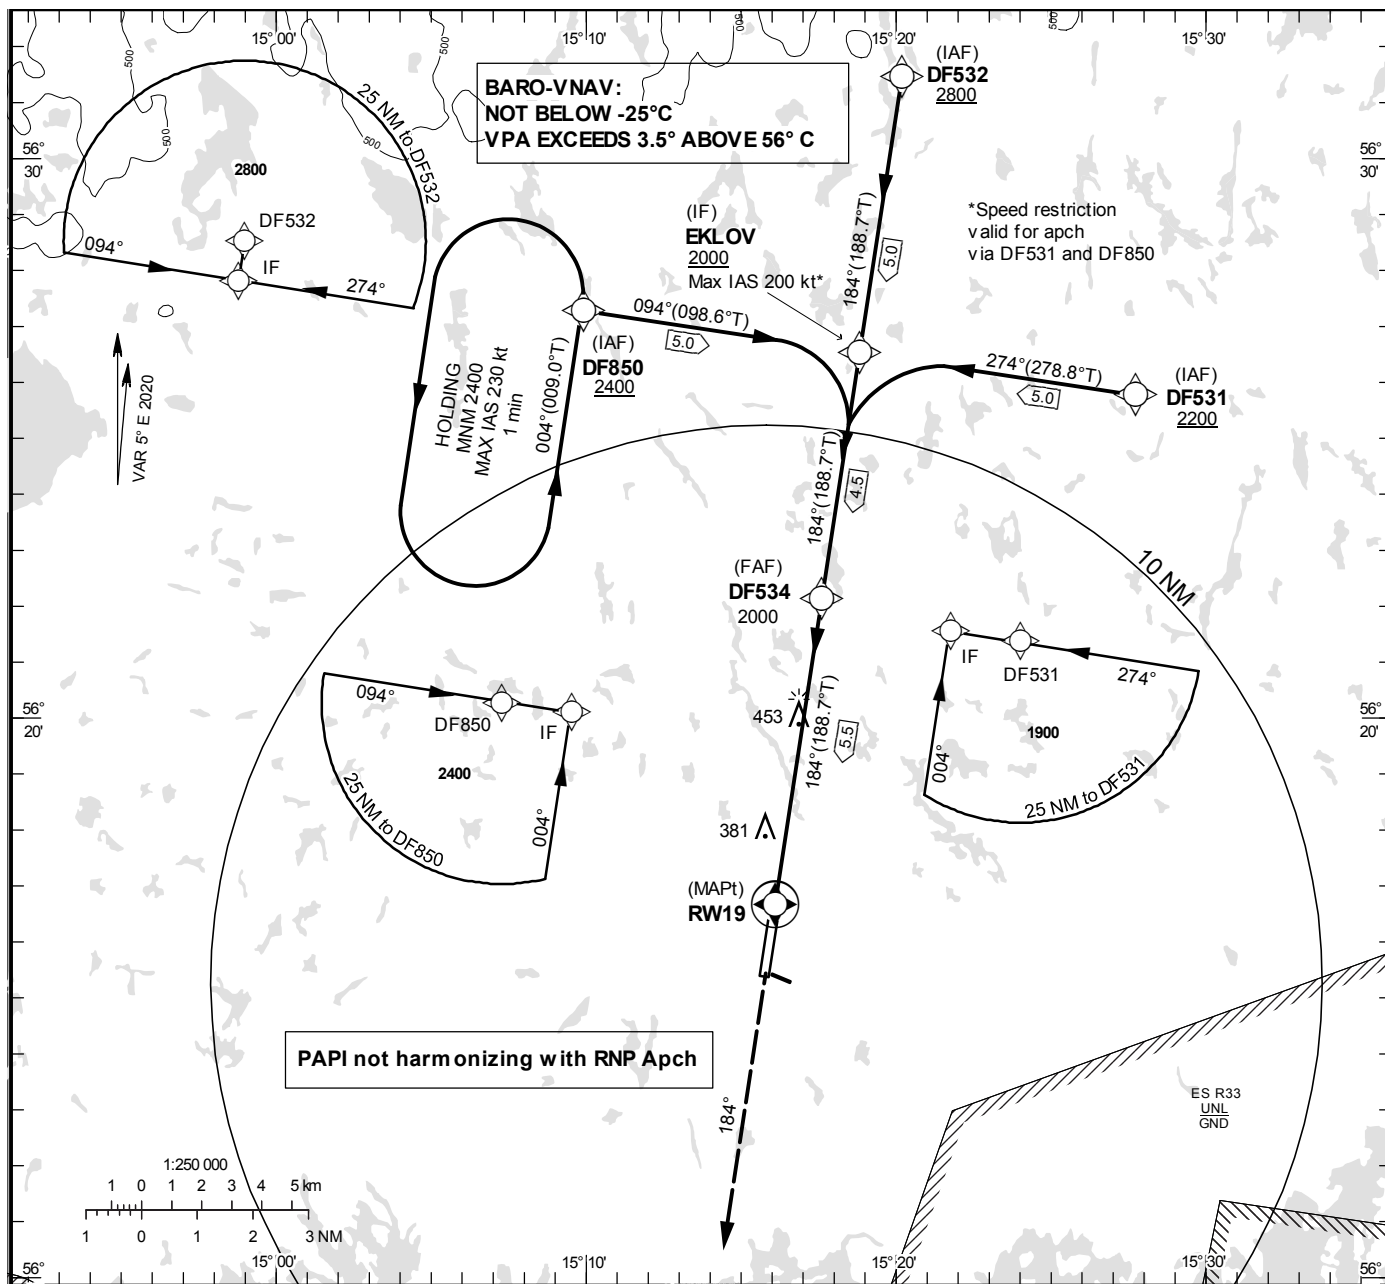 15° 00'
15° 10'
15° 20'
15° 30'
500
500
500
500
500
500
BARO-VNAV:
NOT BELOW -25°C
VPA EXCEEDS 3.5° ABOVE 56° C
(IAF)
DF532
2800
25 NM to DF532
2800
DF532
094°
IF
274°
56°
30'
56°
30'
(IF)
EKLOV
2000
Max IAS 200 kt*
*Speed restriction
valid for apch
via DF531 and DF850
184°(188.7°T)
5.0
094°(098.6°T)
5.0
(IAF)
DF850
2400
274°(278.8°T)
5.0
(IAF)
DF531
2200
HOLDING
MNM 2400
MAX IAS 230 kt
1 min
004°(009.0°T)
VAR 5° E 2020
184°(188.7°T)
4.5
10 NM
(FAF)
DF534
2000
094°
DF850
IF
2400
004°
25 NM to DF850
IF
DF531
274°
1900
004°
25 NM to DF531
56°
20'
56°
20'
453
184°(188.7°T)
5.5
381
(MAPt)
RW19
PAPI not harmonizing with RNP Apch
184°
ES R33
UNL
GND
1:250 000
1 0 1 2 3 4 5 km
1 0 1 2 3 NM
15° 00'
15° 10'
15° 20'
15° 30'
56°
56°